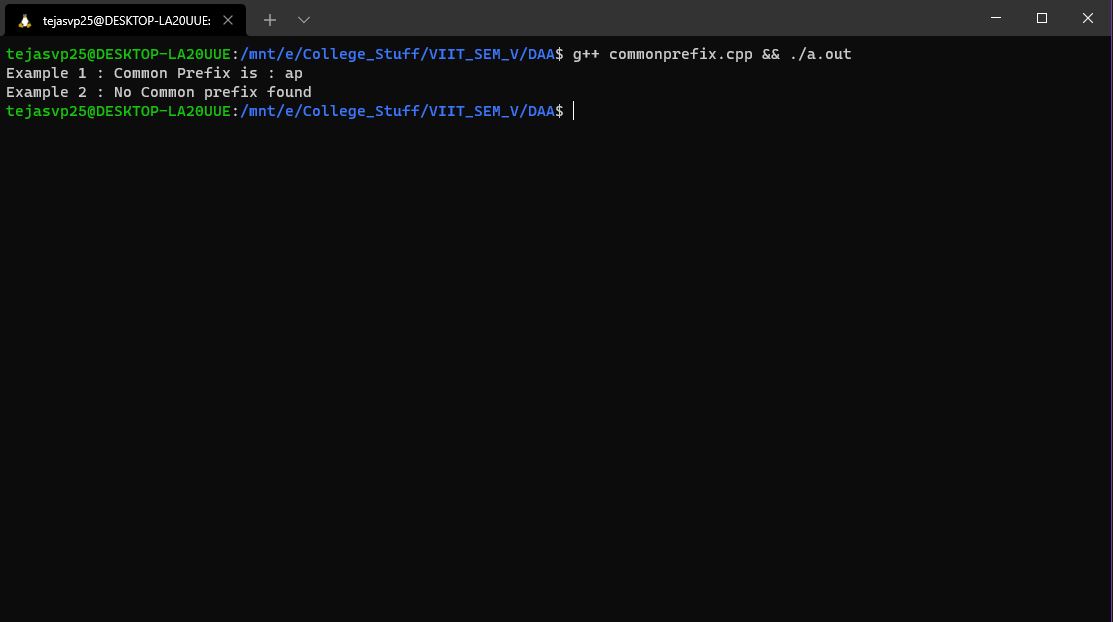 tejasvp25@DESKTOP-LA20UUE:
tejasvp25@DESKTOP-LA20UUE:/mnt/e/College_Stuff/VIIT_SEM_V/DAA$ g++ commonprefix.cpp && ./a.out
Example 1 : Common Prefix is : ap
Example 2 : No Common prefix found
tejasvp25@DESKTOP-LA20UUE:/mnt/e/College_Stuff/VIIT_SEM_V/DAA$